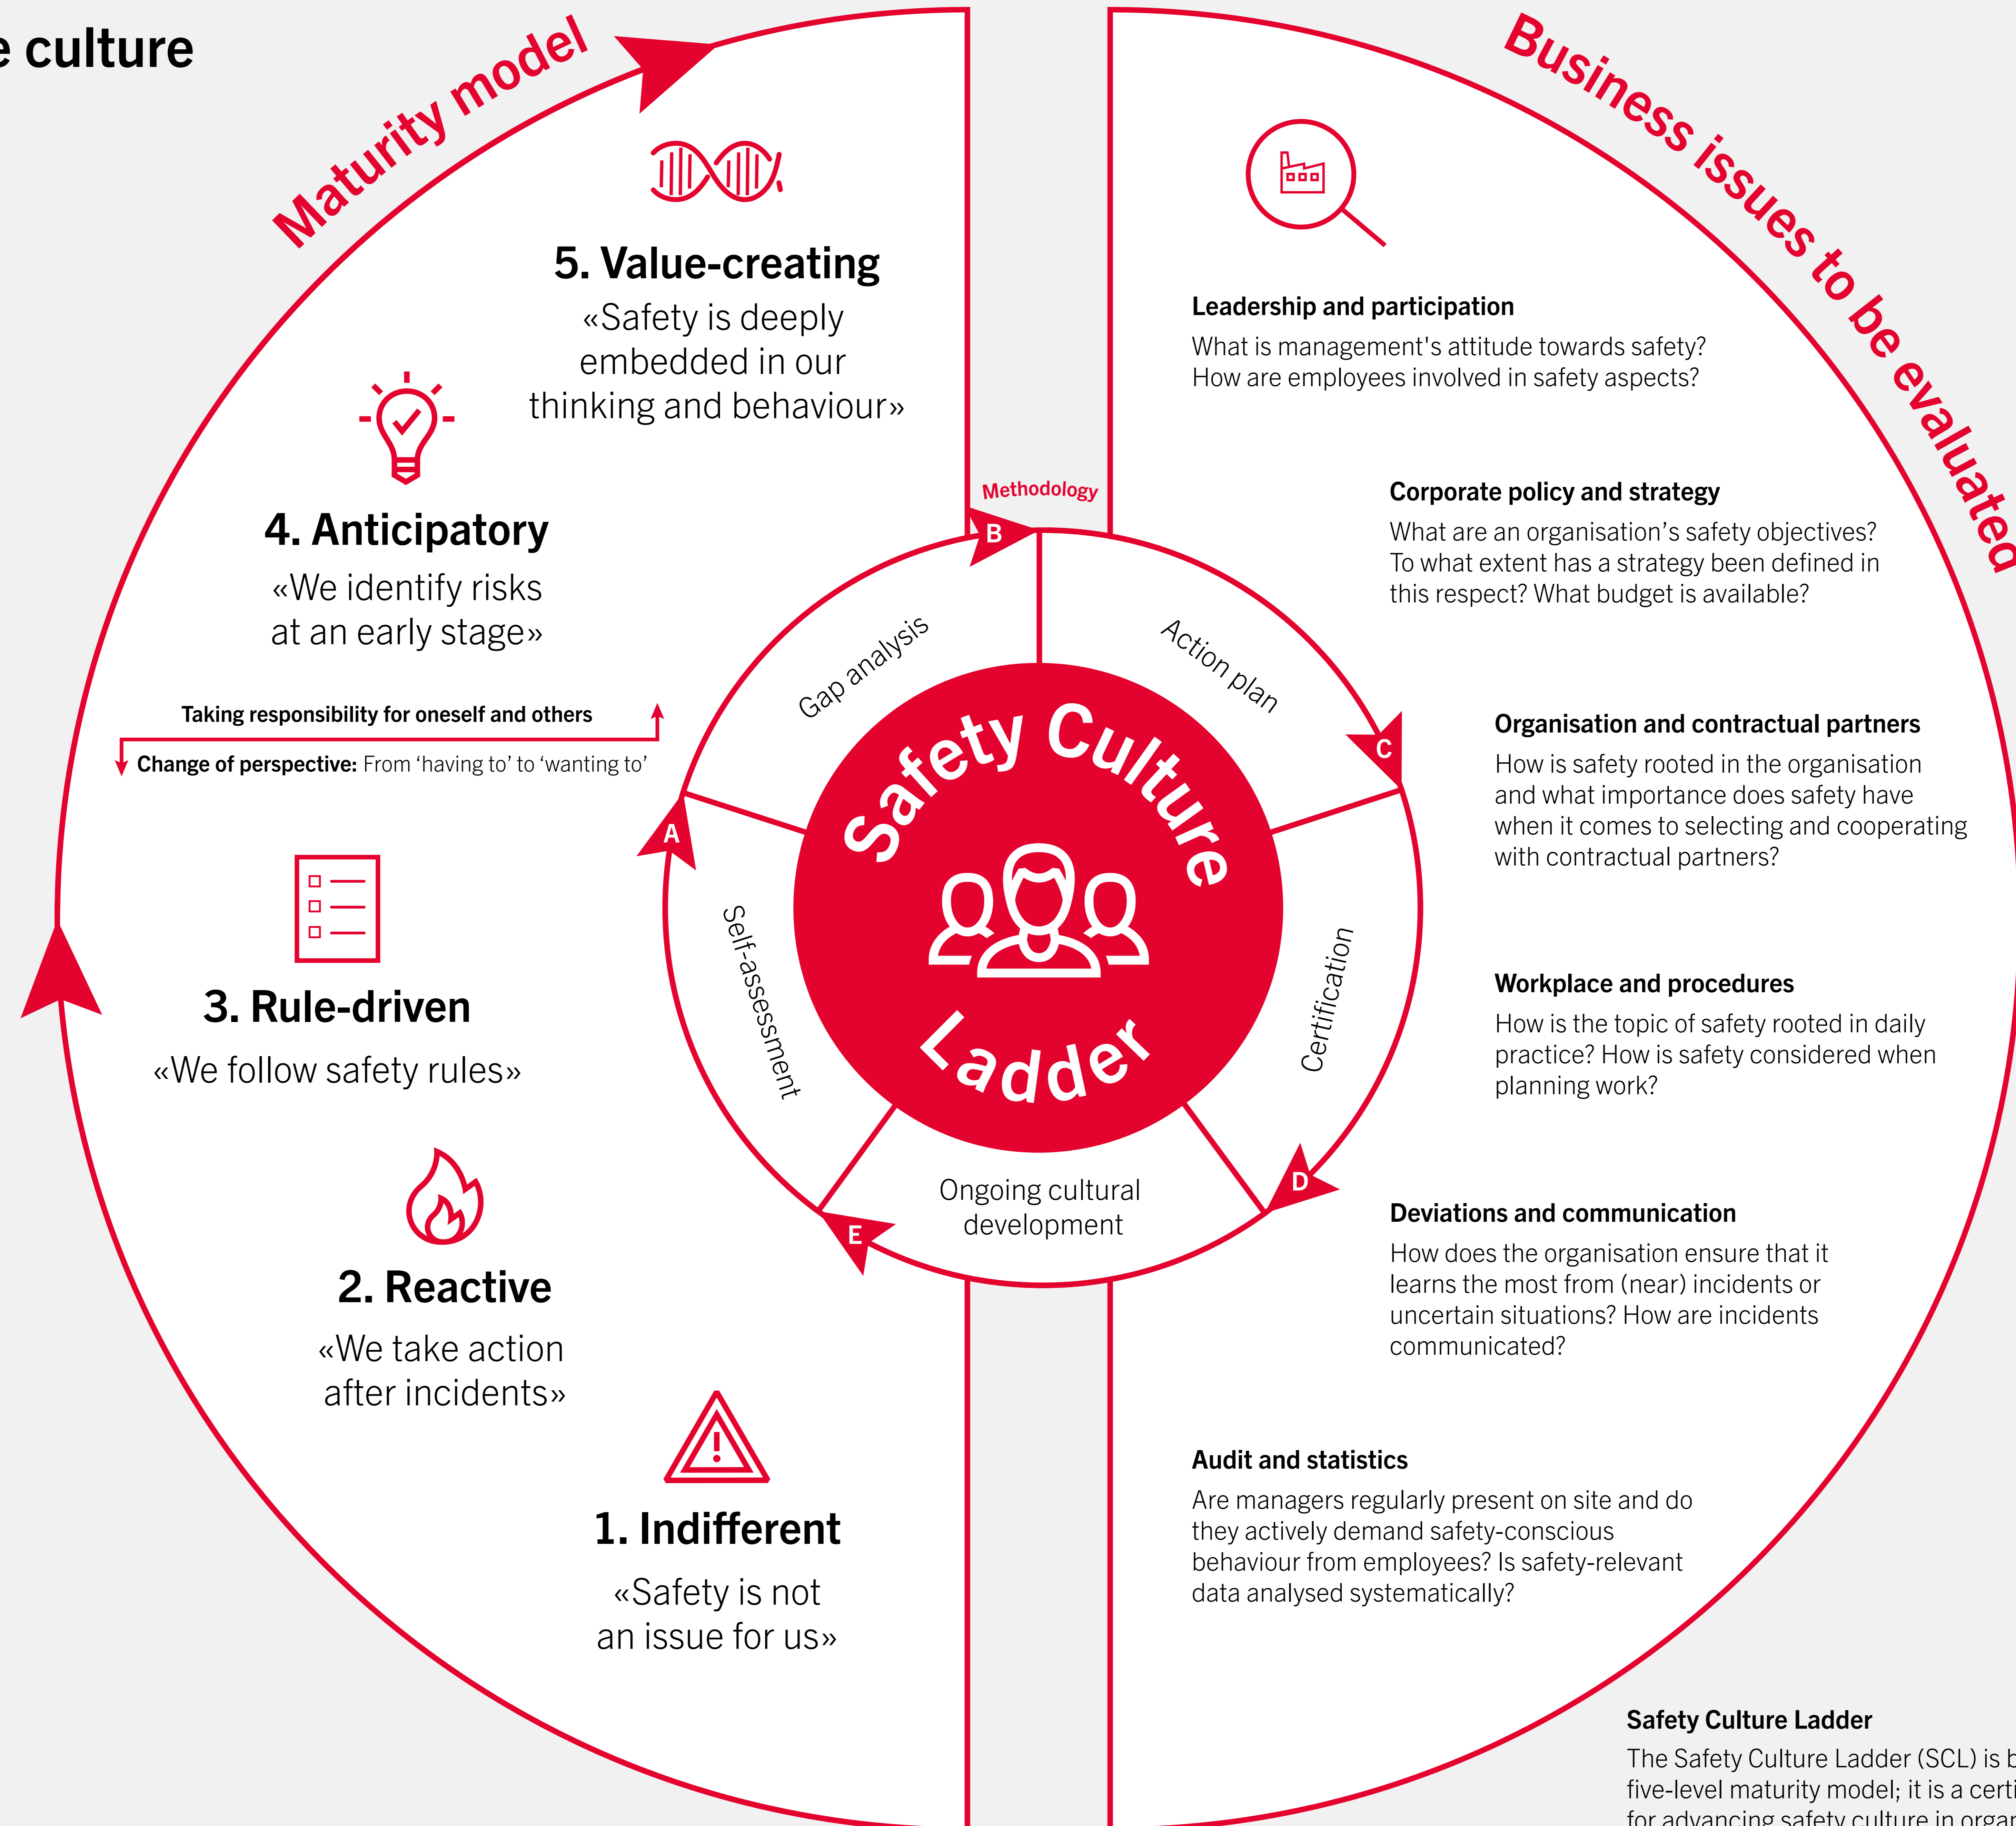 culture
Maturity model
5. Value-creating
«Safety is deeply
embedded in our
thinking and behaviour»
4. Anticipatory
«We identify risks
at an early stage»
Taking responsibility for oneself and others
Change of perspective: From ‘having to’ to ‘wanting to’
3. Rule-driven
«We follow safety rules»
2. Reactive
«We take action
after incidents»
1. Indifferent
«Safety is not
an issue for us»
Methodology
B
Gap analysis
Action plan
C
A
Self-assessment
Certification
D
Ongoing cultural
development
E
Safety Culture
Ladder
Business issues to be evaluated
Leadership and participation
What is management's attitude towards safety?
How are employees involved in safety aspects?
Corporate policy and strategy
What are an organisation’s safety objectives?
To what extent has a strategy been defined in
this respect? What budget is available?
Organisation and contractual partners
How is safety rooted in the organisation
and what importance does safety have
when it comes to selecting and cooperating
with contractual partners?
Workplace and procedures
How is the topic of safety rooted in daily
practice? How is safety considered when
planning work?
Deviations and communication
How does the organisation ensure that it
learns the most from (near) incidents or
uncertain situations? How are incidents
communicated?
Audit and statistics
Are managers regularly present on site and do
they actively demand safety-conscious
behaviour from employees? Is safety-relevant
data analysed systematically?
Safety Culture Ladder
The Safety Culture Ladder (SCL) is
five-level maturity model; it is a
for advancing safety culture in